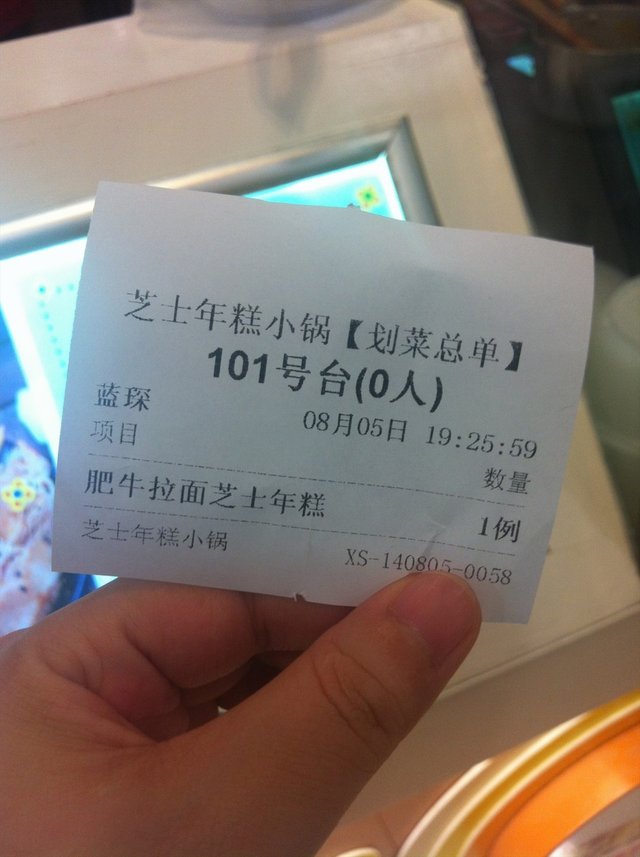 芝士年糕小锅【划菜总单】
101号台(0人)
蓝琛 08月05日 19:25:59
项目 数量
肥牛拉面芝士年糕 1例
芝士年糕小锅 XS-140805-0058